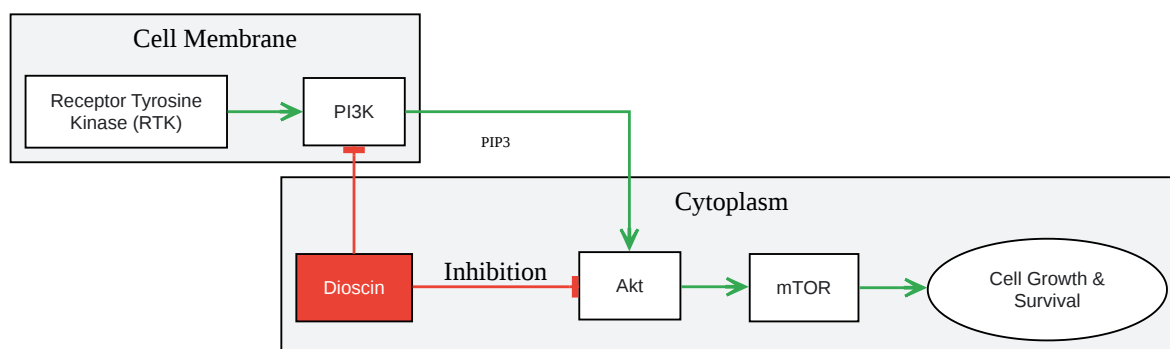 Cell Membrane
Receptor Tyrosine
Kinase (RTK)
PI3K
PIP3
Cytoplasm
Dioscin
Inhibition
Akt
mTOR
Cell Growth &
Survival